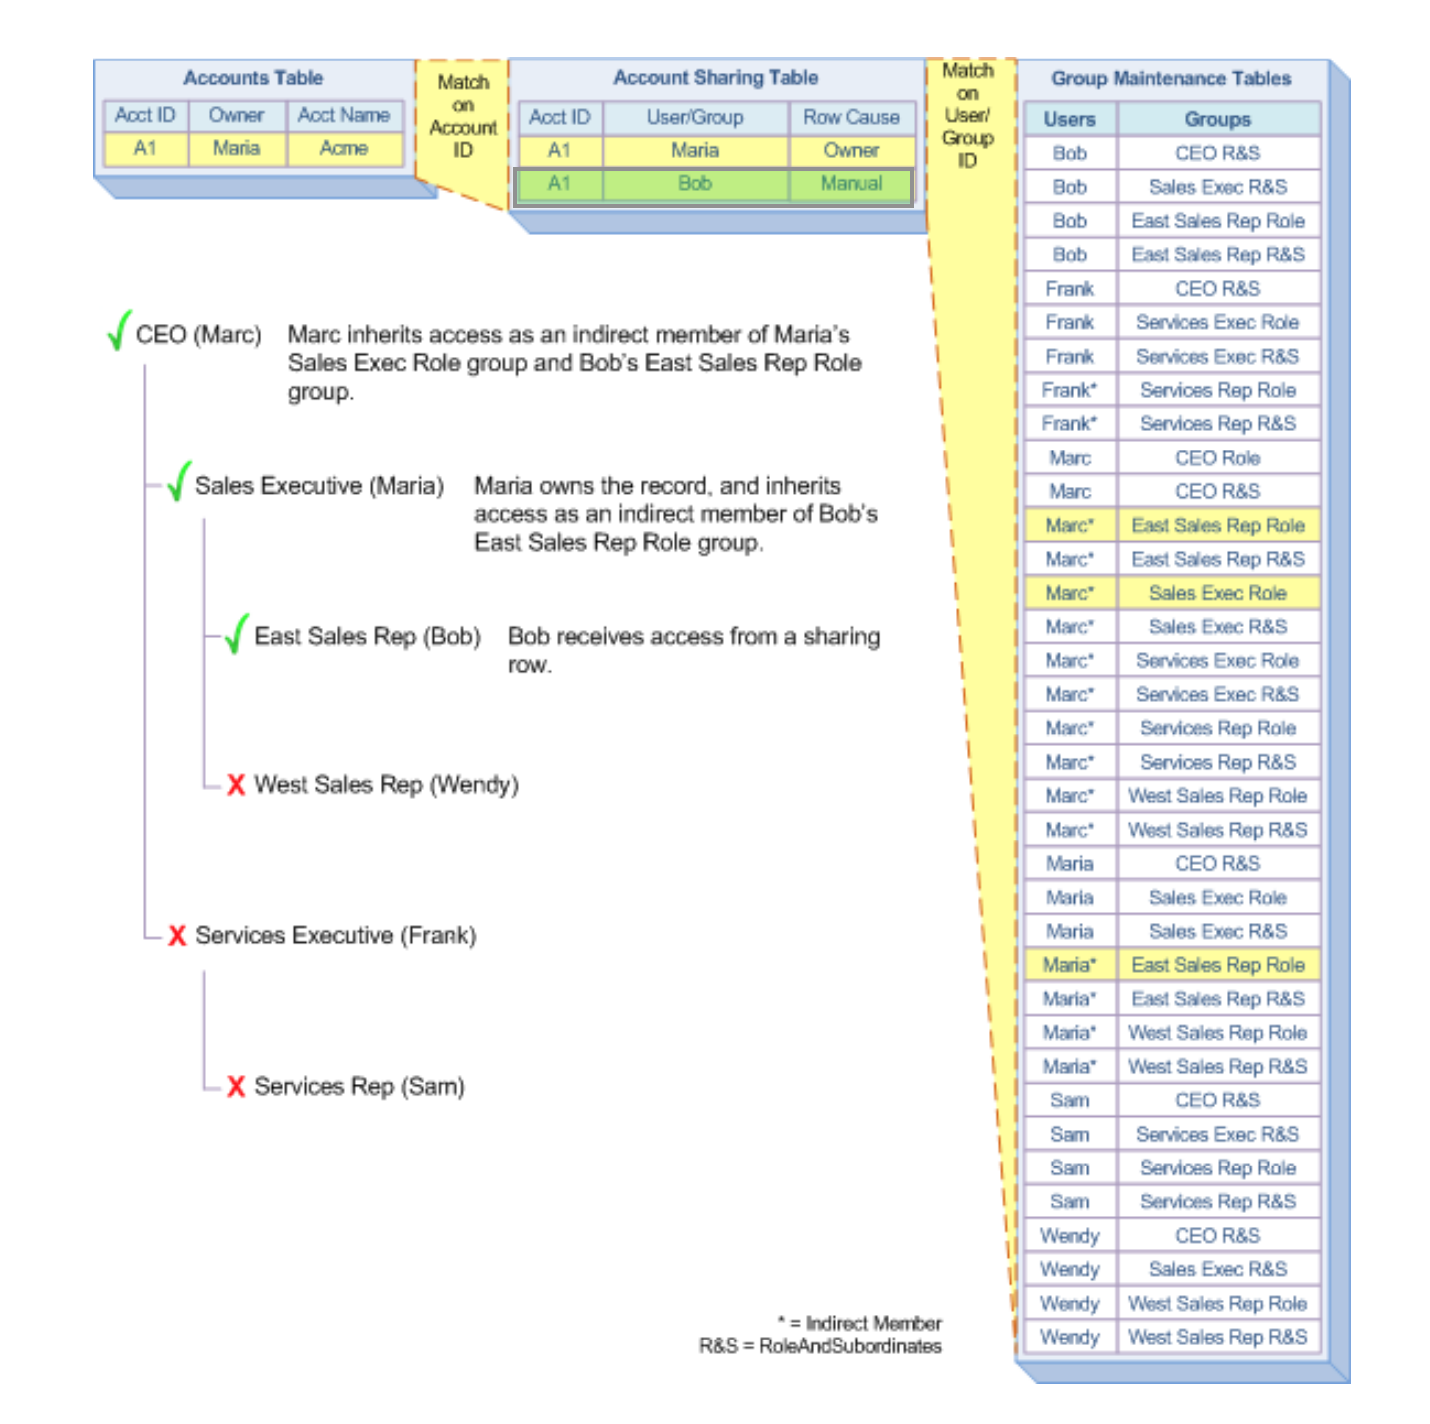 Accounts Table
Acct ID Owner Acct Name
A1 Maria Acme
Match
on
Account
ID
Account Sharing Table
Acct ID User/Group Row Cause
A1 Maria Owner
A1 Bob Manual
Match
on
User/
Group
ID
Group Maintenance Tables
Users Groups
Bob CEO R&S
Bob Sales Exec R&S
Bob East Sales Rep Role
Bob East Sales Rep R&S
Frank CEO R&S
Frank Services Exec Role
Frank Services Exec R&S
Frank* Services Rep Role
Frank* Services Rep R&S
Marc CEO Role
Marc CEO R&S
Marc* East Sales Rep Role
Marc* East Sales Rep R&S
Marc* Sales Exec Role
Marc* Sales Exec R&S
Marc* Services Exec Role
Marc* Services Exec R&S
Marc* Services Rep Role
Marc* Services Rep R&S
Marc* West Sales Rep Role
Marc* West Sales Rep R&S
Maria CEO R&S
Maria Sales Exec Role
Maria Sales Exec R&S
Maria* East Sales Rep Role
Maria* East Sales Rep R&S
Maria* West Sales Rep Role
Maria* West Sales Rep R&S
Sam CEO R&S
Sam Services Exec R&S
Sam Services Rep Role
Sam Services Rep R&S
Wendy CEO R&S
Wendy Sales Exec R&S
Wendy West Sales Rep Role
Wendy West Sales Rep R&S
CEO (Marc)
Marc inherits access as an indirect member of Maria's
Sales Exec Role group and Bob's East Sales Rep Role
group.
Sales Executive (Maria)
Maria owns the record, and inherits
access as an indirect member of Bob's
East Sales Rep Role group.
East Sales Rep (Bob)
Bob receives access from a sharing
row.
X West Sales Rep (Wendy)
X Services Executive (Frank)
X Services Rep (Sam)
* = Indirect Member
R&S = RoleAndSubordinates